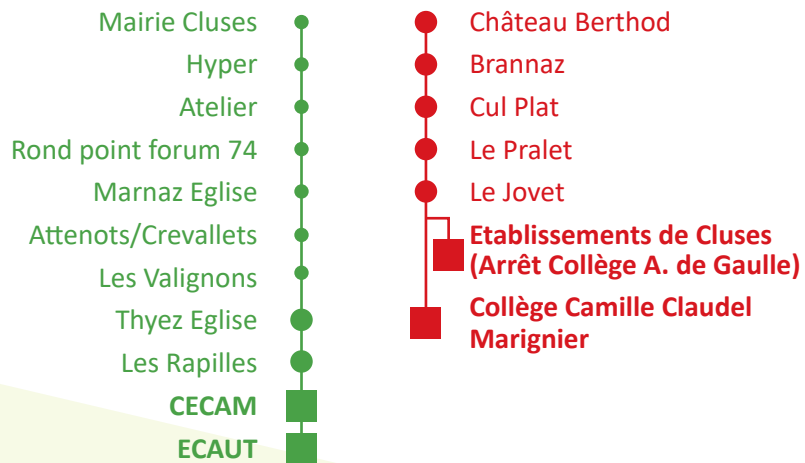 Mairie Cluses
Hyper
Atelier
Rond point forum 74
Marnaz Eglise
Attenots/Crevallets
Les Valignons
Thyez Eglise
Les Rapilles
CECAM
ECAUT
Château Berthod
Brannaz
Cul Plat
Le Pralet
Le Jovet
Etablissements de Cluses
(Arrêt Collège A. de Gaulle)
Collège Camille Claudel
Marignier